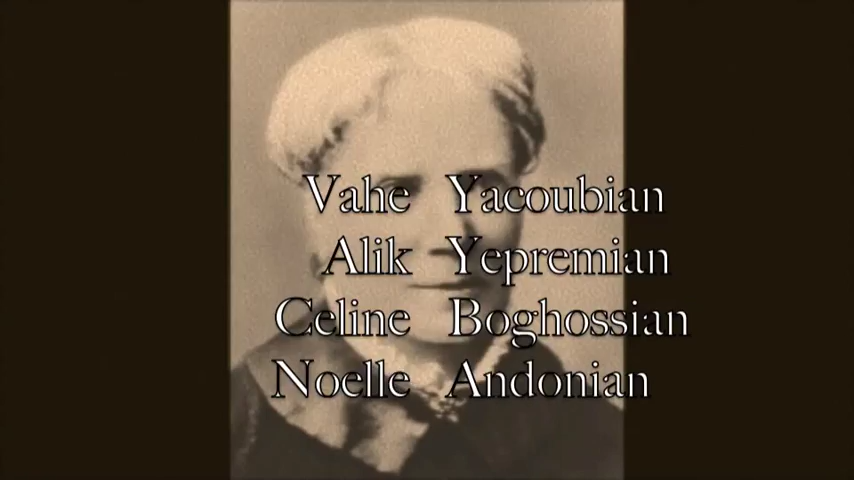 Vahe Yacoubian
Alik Yepremian
Celine Boghossian
Noelle Andonian